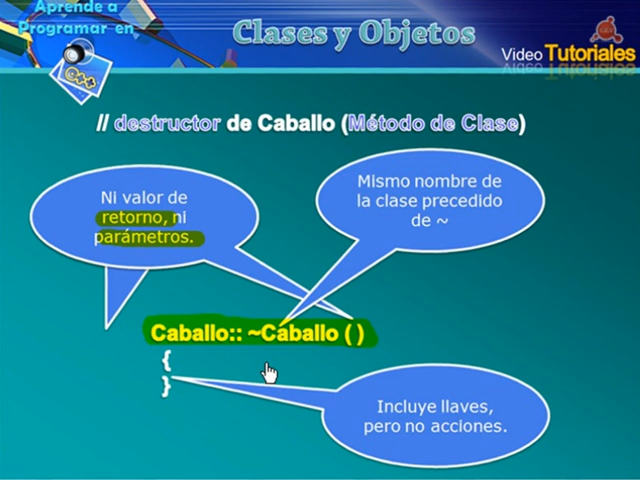 Aprende a
Programar en
C++
Clases y Objetos
Video Tutoriales
// destructor de Caballo (Método de Clase)
Ni valor de
retorno, ni
parámetros.
Mismo nombre de
la clase precedido
de ~
Caballo:: ~Caballo ( )
{
}
Incluye llaves,
pero no acciones.